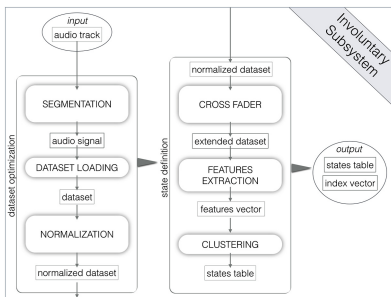 input
audio track
dataset optimization
SEGMENTATION
audio signal
DATASET LOADING
dataset
NORMALIZATION
normalized dataset
state definition
normalized dataset
CROSS FADER
extended dataset
FEATURES
EXTRACTION
features vector
CLUSTERING
states table
Involuntary
Subsystem
output
states table
index vector